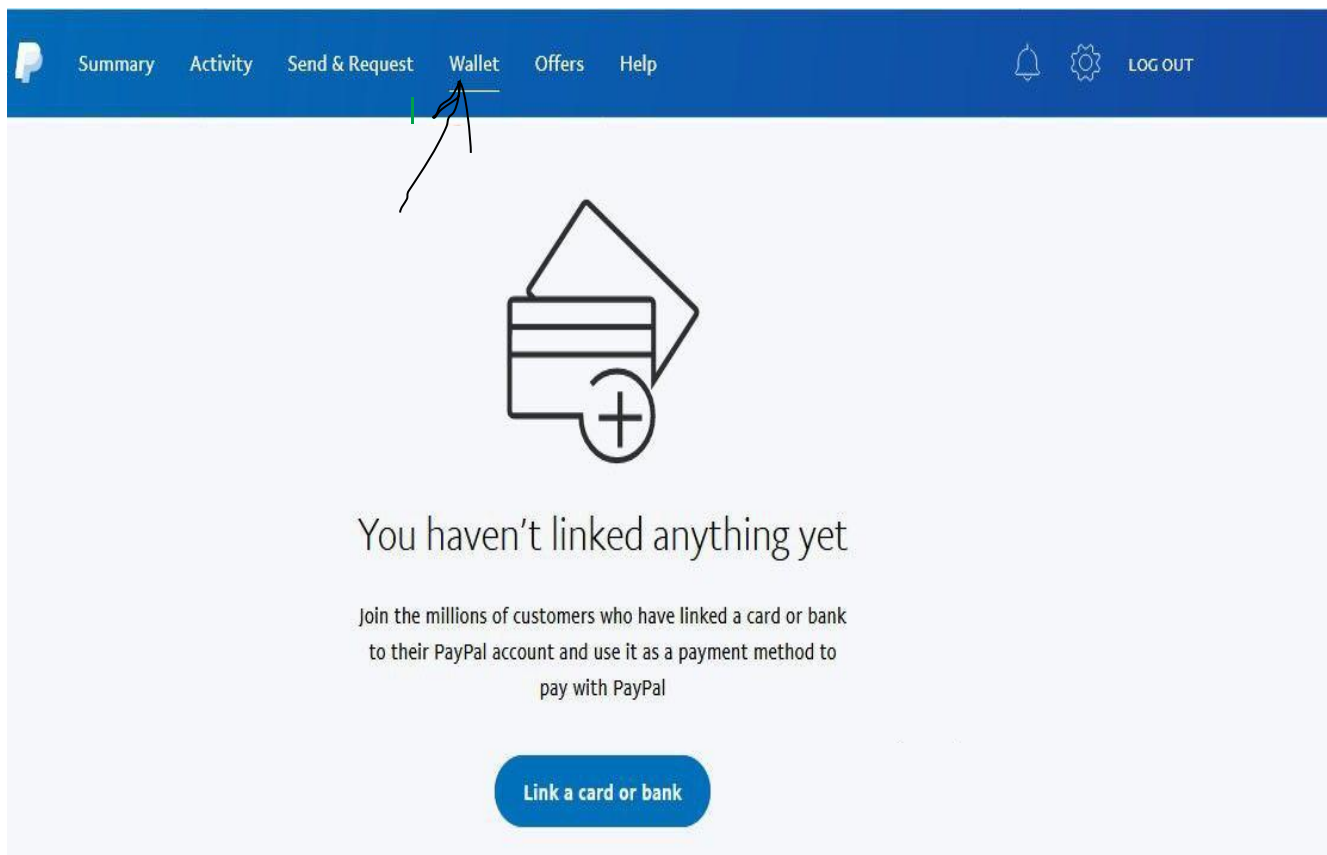 Summary Activity Send & Request Wallet Offers Help LOG OUT
You haven't linked anything yet
Join the millions of customers who have linked a card or bank
to their PayPal account and use it as a payment method to
pay with PayPal
Link a card or bank